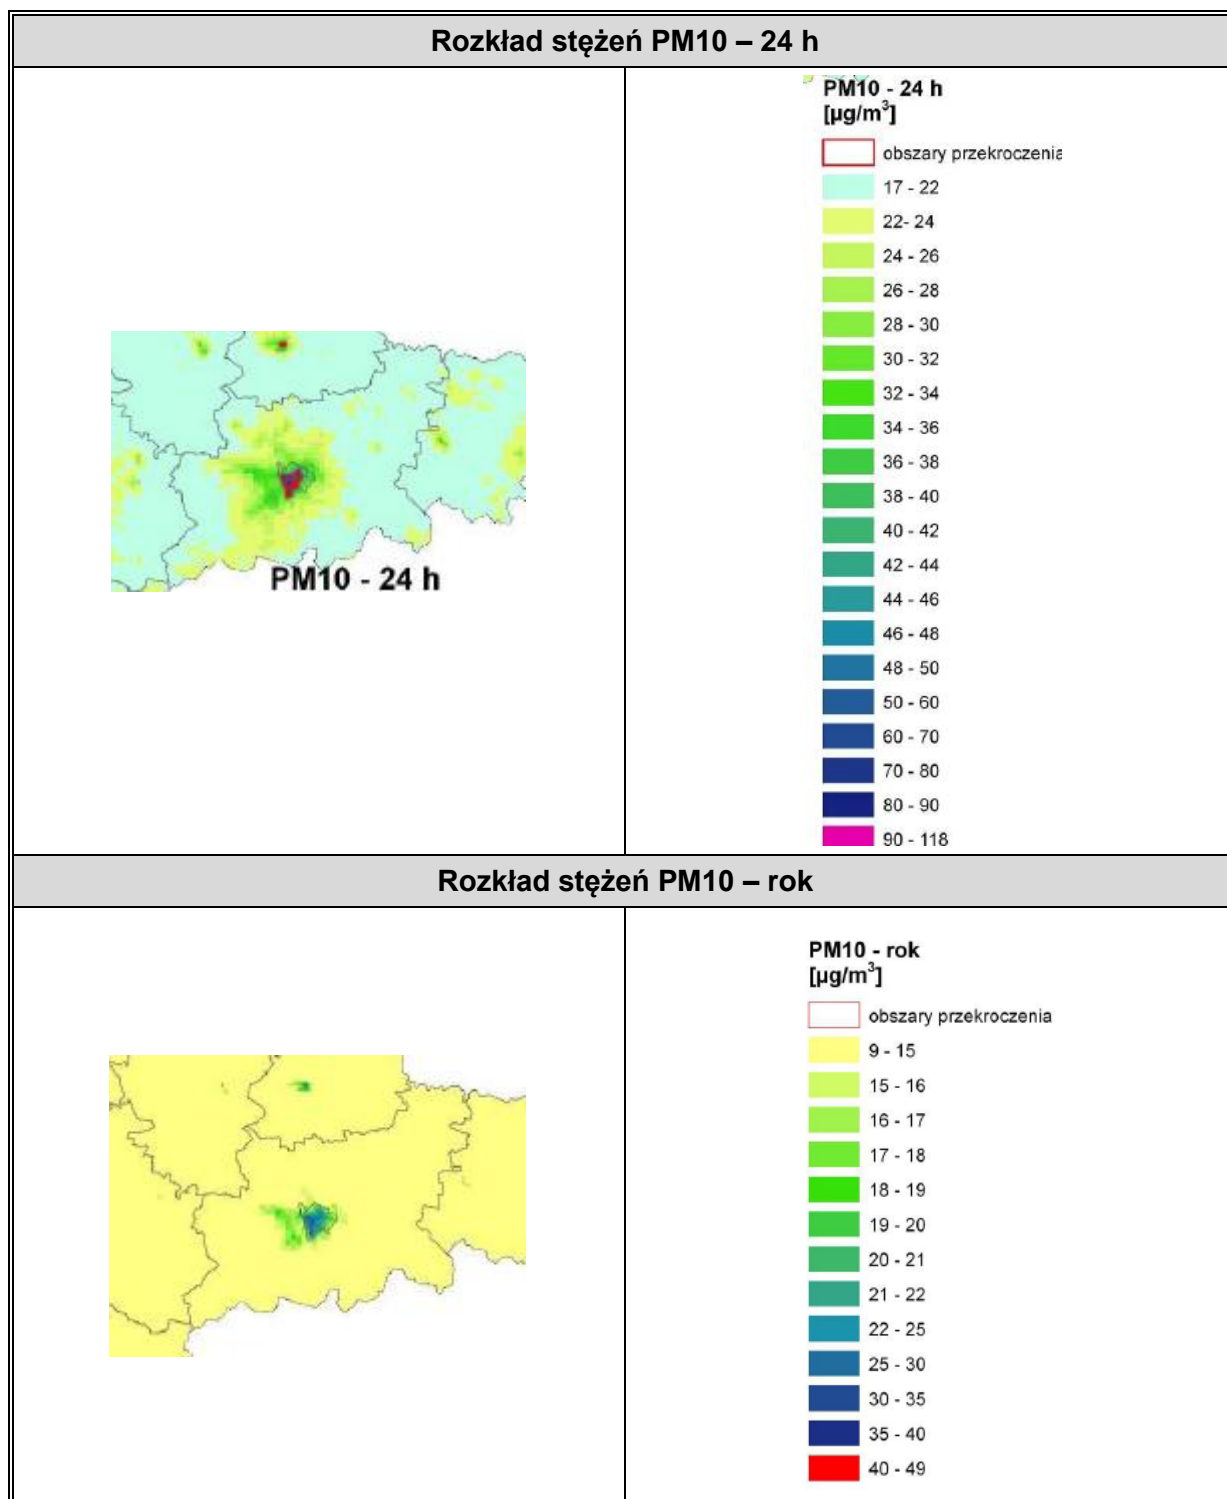 Rozkład stężeń PM10 – 24 h
PM10 - 24 h
PM10 - 24 h
[µg/m³]
obszary przekroczenia
17 - 22
22- 24
24 - 26
26 - 28
28 - 30
30 - 32
32 - 34
34 - 36
36 - 38
38 - 40
40 - 42
42 - 44
44 - 46
46 - 48
48 - 50
50 - 60
60 - 70
70 - 80
80 - 90
90 - 118
Rozkład stężeń PM10 – rok
PM10 - rok
[µg/m³]
obszary przekroczenia
9 - 15
15 - 16
16 - 17
17 - 18
18 - 19
19 - 20
20 - 21
21 - 22
22 - 25
25 - 30
30 - 35
35 - 40
40 - 49